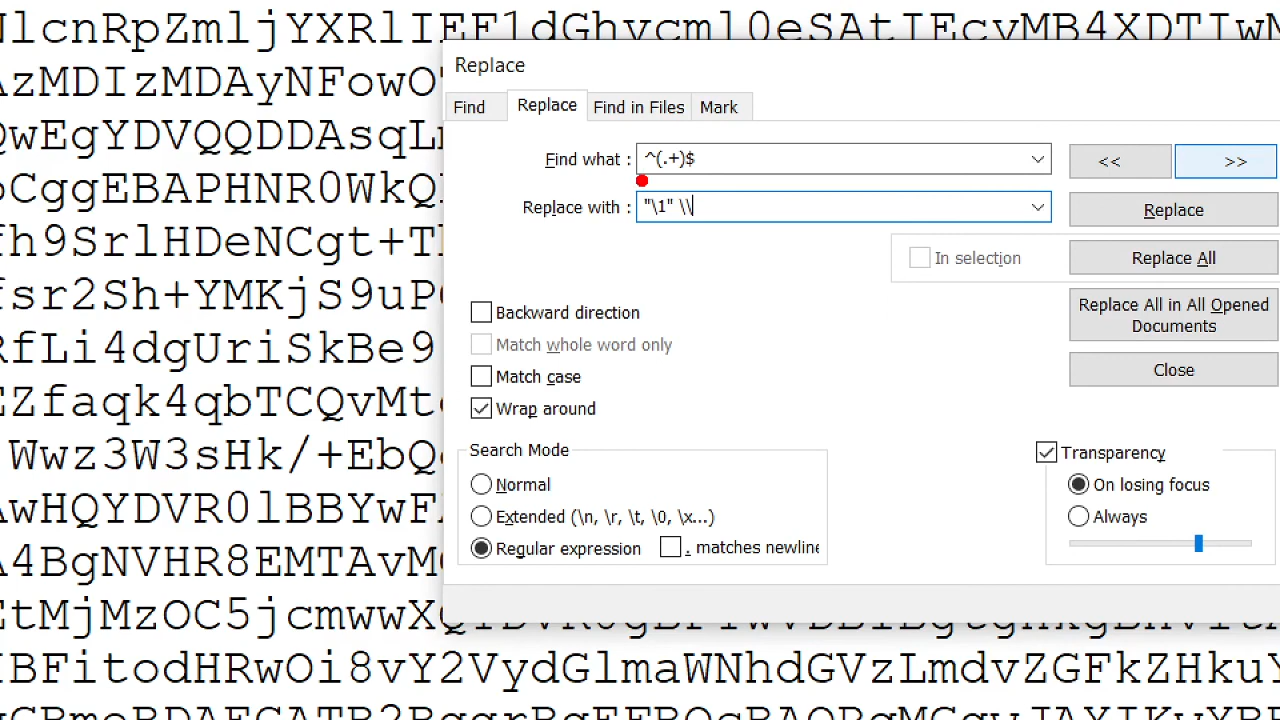 lcnRpZmljYXRlIEF1dGhvcml0eSAtIEcyMB4XDTIwN
zMDIzMDAyNFowO
wEgYDVQQDDAsqL
CggEBAPHNR0WkQ
h9SrlHDeNCgt+T
sr2Sh+YMKjS9uP
fLi4dgUriSkBe9
Zfaqk4qbTCQvMt
Wwz3W3sHk/+EbQ
wHQYDVR0lBBYwF
4BgNVHR8EMTAvM
tMjMzOC5jcmwwX
BFitodHRwOi8vY2VydGlmaWNhdGVzLmdvZGFkZHkuY
Replace
Find
Replace
Find in Files
Mark
Find what :
^(.+)$
<<
>>
Replace with :
"\1" \\
Replace
In selection
Replace All
Replace All in All Opened
Documents
Close
Backward direction
Match whole word only
Match case
Wrap around
Search Mode
Normal
Extended (\n, \r, \t, \0, \x...)
Regular expression
. matches newline
Transparency
On losing focus
Always